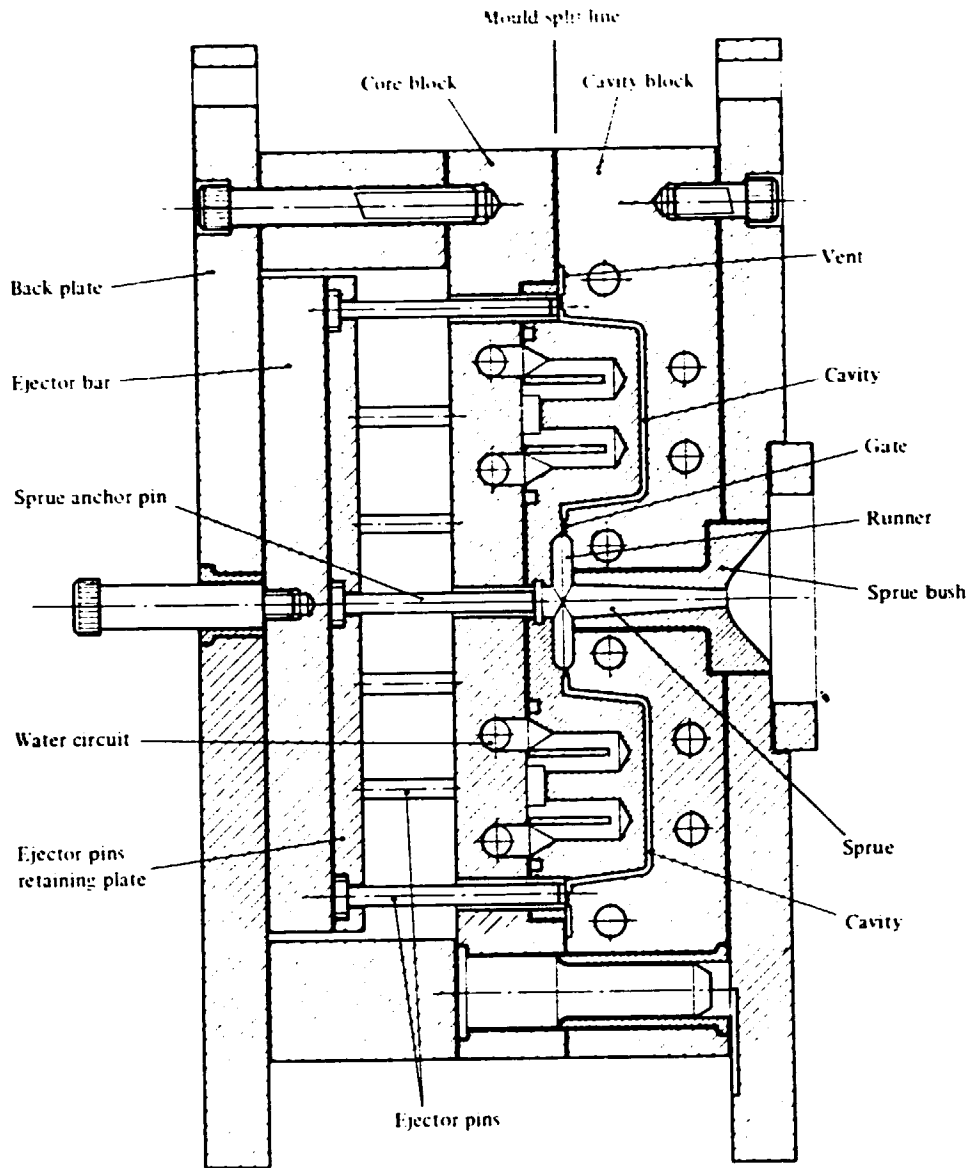 Mould split line
Core block
Cavity block
Vent
Back plate
Ejector bar
Cavity
Gate
Sprue anchor pin
Runner
Sprue bush
Water circuit
Ejector pins
retaining plate
Sprue
Cavity
Ejector pins